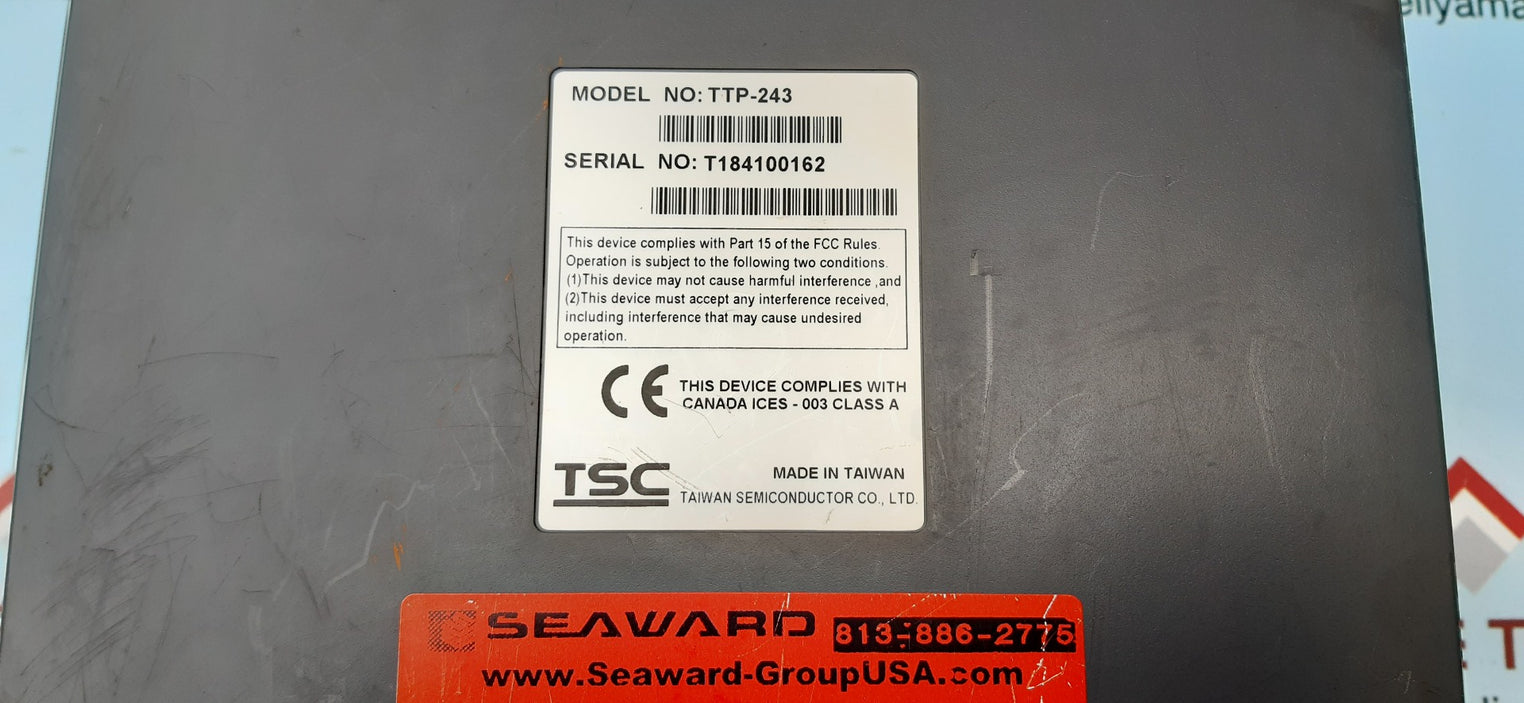 MODEL NO: TTP-243
SERIAL NO: T184100162
This device complies with Part 15 of the FCC Rules.
Operation is subject to the following two conditions.
(1)This device may not cause harmful interference ,and
(2)This device must accept any interference received,
including interference that may cause undesired
operation.
CE THIS DEVICE COMPLIES WITH
CANADA ICES - 003 CLASS A
TSC MADE IN TAIWAN
TAIWAN SEMICONDUCTOR CO., LTD.
SEAWARD 813-886-2775
www.Seaward-GroupUSA.com